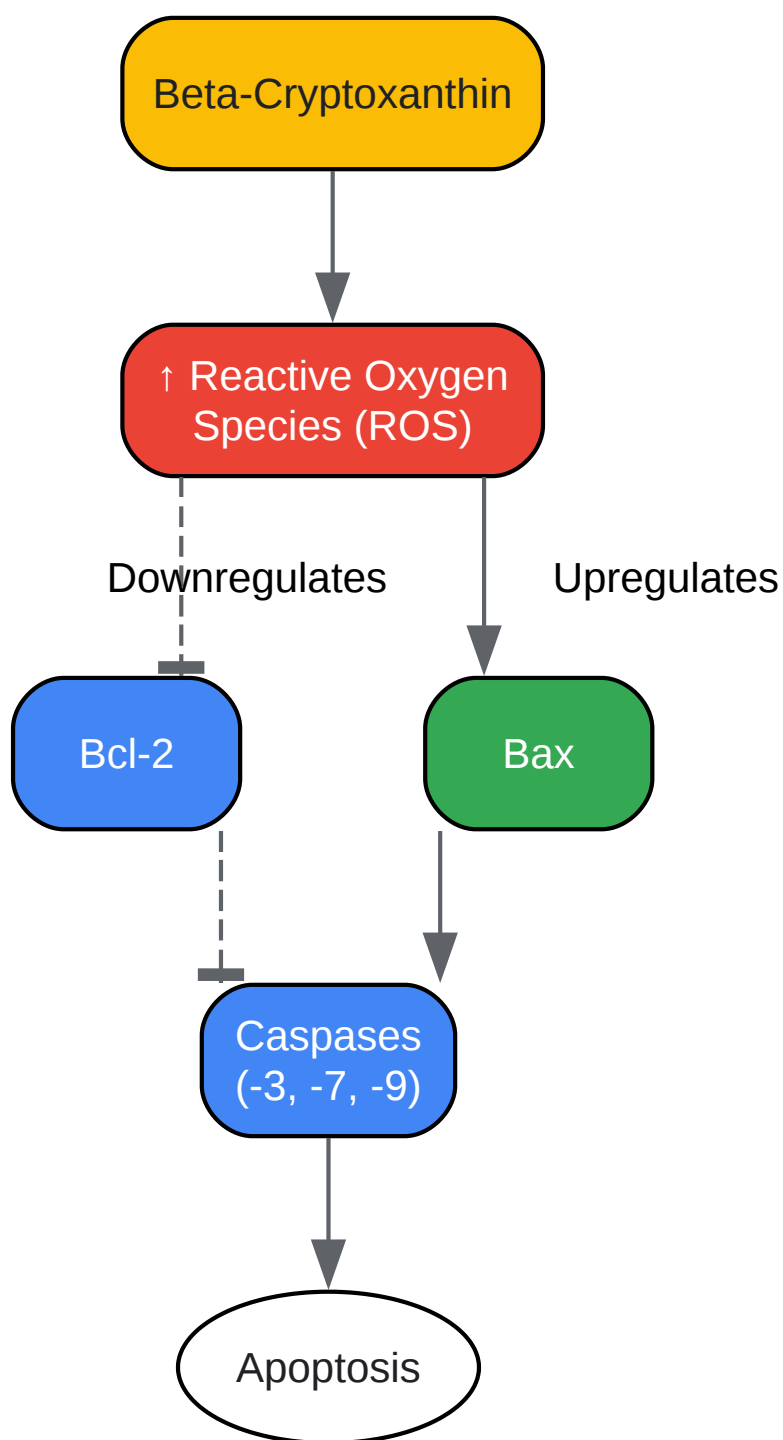 Beta-Cryptoxanthin
↑ Reactive Oxygen
Species (ROS)
Downregulates
Upregulates
Bcl-2
Bax
Caspases
(-3, -7, -9)
Apoptosis